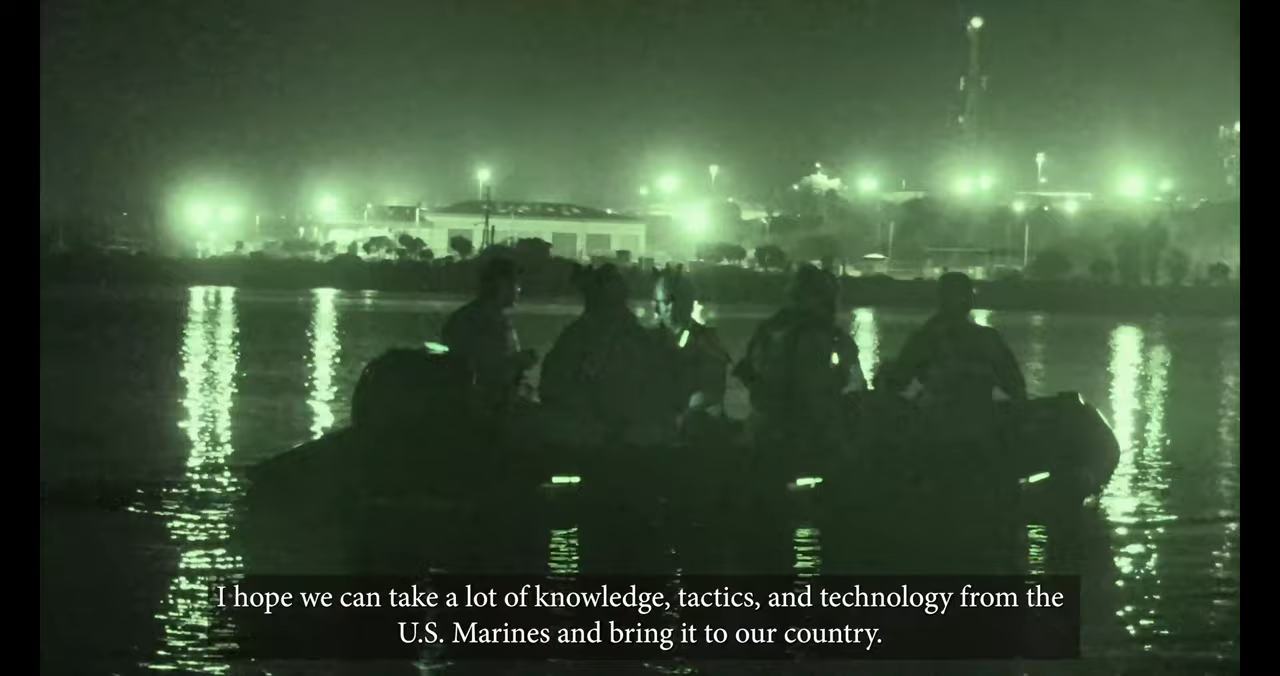 I hope we can take a lot of knowledge, tactics, and technology from the
U.S. Marines and bring it to our country.